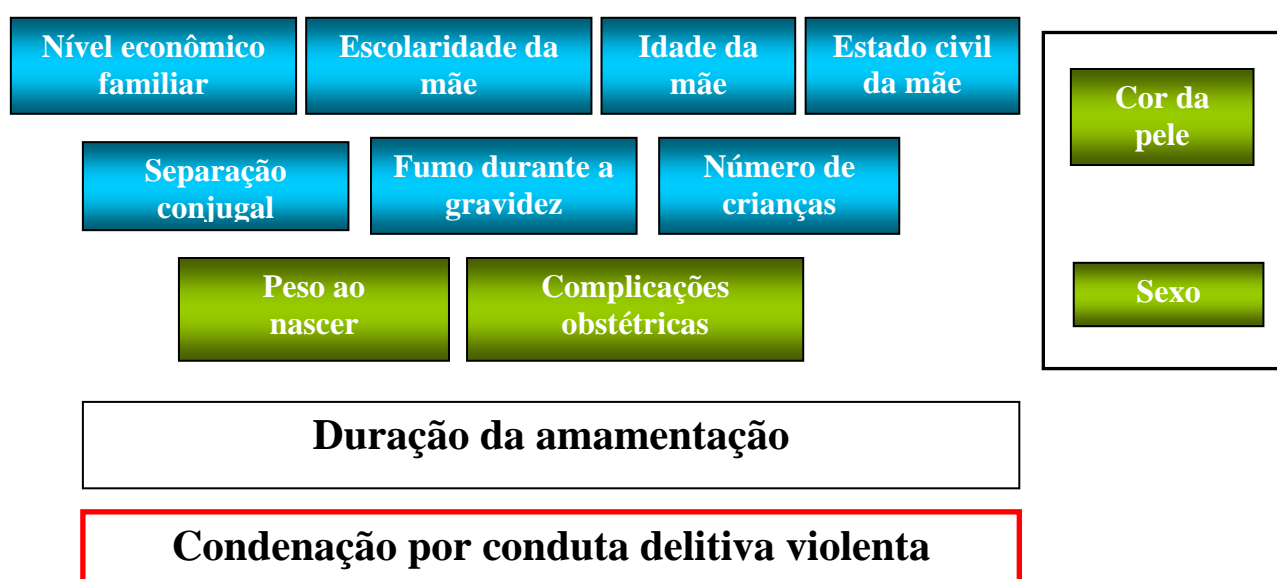 Nível econômico
familiar
Escolaridade da
mãe
Idade da
mãe
Estado civil
da mãe
Cor da
pele
Separação
conjugal
Fumo durante a
gravidez
Número de
crianças
Peso ao
nascer
Complicações
obstétricas
Sexo
Duração da amamentação
Condenação por conduta delitiva violenta